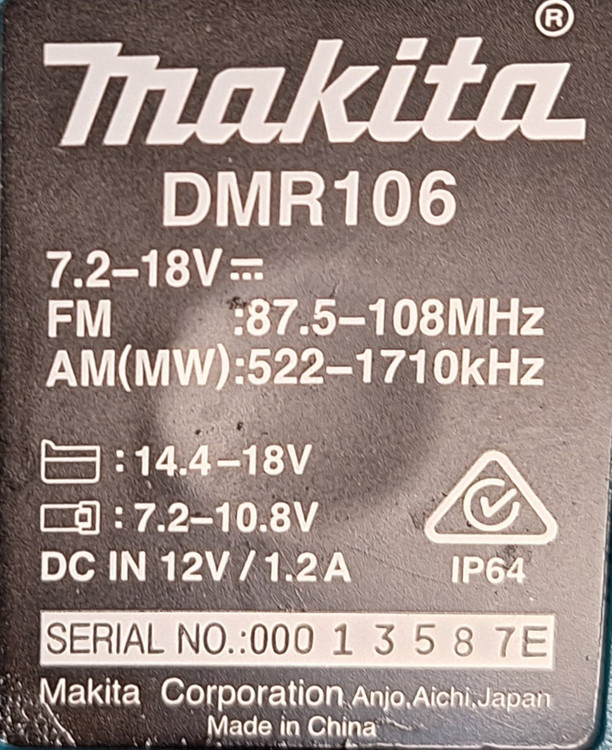 makita®
DMR106
7.2–18V⎓
FM :87.5–108MHz
AM(MW):522–1710kHz
:14.4–18V
:7.2–10.8V
DC IN 12V / 1.2A
IP64
SERIAL NO.:000 1 3 5 8 7E
Makita Corporation Anjo,Aichi,Japan
Made in China